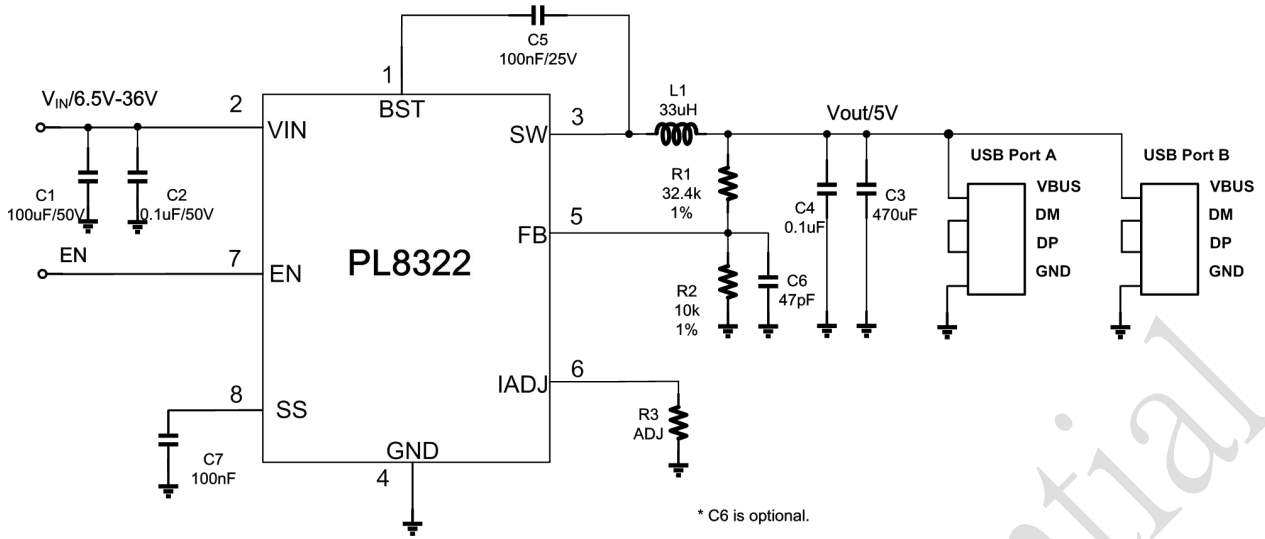 C5
100nF/25V
1
BST
VIN/6.5V-36V
2
VIN
C1
100uF/50V
C2
0.1uF/50V
EN
7
EN
PL8322
SW
3
L1
33uH
Vout/5V
R1
32.4k
1%
FB
5
R2
10k
1%
C6
47pF
C4
0.1uF
C3
470uF
USB Port A
VBUS
DM
DP
GND
USB Port B
VBUS
DM
DP
GND
IADJ
6
R3
ADJ
8
SS
C7
100nF
GND
4
* C6 is optional.
ntial